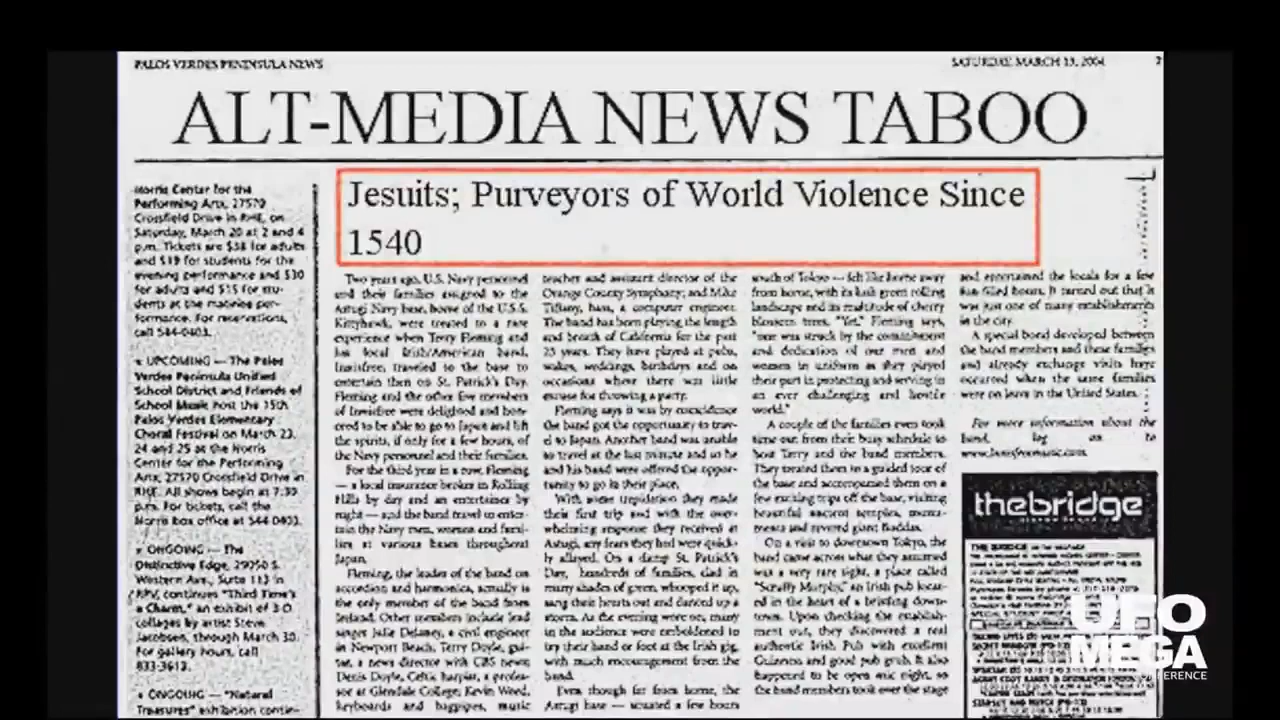 PALOS VERDES PENINSULA NEWS
SATURDAY, MARCH 13, 2004
ALT-MEDIA NEWS TABOO
Jesuits; Purveyors of World Violence Since
1540
Norris Center for the
Performing Arts, 27570
Crossfield Drive in RHE, on
Saturday, March 20 at 2 and 4
p.m. Tickets are $38 for adults
and $19 for students for the
evening performance and $30
for adults and $15 for stu-
dents at the matinee per-
formance. For reservations,
call 544-0403.
UPCOMING — The Palos
Verdes Peninsula Unified
School District and Friends of
School Music host the 15th
Palos Verdes Elementary
Choral Festival on March 23,
24 and 25 at the Norris
Center for the Performing
Arts, 27570 Crossfield Drive in
RHE. All shows begin at 7:30
p.m. For tickets, call the
Norris box office at 544-0403.
ONGOING — The
Distinctive Edge, 29050 S.
Western Ave., Suite 113 in
RPV, continues "Third Time's
a Charm," an exhibit of 3-D
collages by artist Steve
Jacobsen, through March 30.
For gallery hours, call
833-3613.
ONGOING — "Natural
Treasures" exhibition contin-
Two years ago, U.S. Navy personnel
and their families assigned to the
Atsugi Navy base, home of the U.S.S.
Kittyhawk, were treated to a rare
experience when Terry Fleming and
his local Irish/American band,
Innisfree, traveled to the base to
entertain then on St. Patrick's Day.
Fleming and the other five members
of Innisfree were delighted and hon-
ored to be able to go to Japan and lift
the spirits, if only for a few hours, of
the Navy personnel and their families.
For the third year in a row, Fleming
— a local insurance broker in Rolling
Hills by day and an entertainer by
night — and the band travel to enter-
tain the Navy men, women and fami-
lies at various bases throughout
Japan.
Fleming, the leader of the band on
accordion and harmonica, actually is
the only member of the band from
Ireland. Other members include lead
singer Julie Delaney, a civil engineer
in Newport Beach, Terry Doyle, gui-
tar, a news director with CBS news;
Denis Doyle, Celtic harpist, a profes-
sor at Glendale College; Kevin Weed,
keyboards and bagpipes, music
teacher and assistant director of the
Orange County Symphony; and Mike
Tiffany, bass, a computer engineer.
The band has been playing the length
and breath of California for the past
25 years. They have played at pubs,
wakes, weddings, birthdays and on
occasions where there was little
excuse for throwing a party.
Fleming says it was by coincidence
the band got the opportunity to trav-
el to Japan. Another band was unable
to travel at the last minute and so he
and his band were offered the oppor-
tunity to go in their place.
With some trepidation they made
their first trip and with the over-
whelming response they received at
Atsugi, any fears they had were quick-
ly allayed. On a damp St. Patrick's
Day, hundreds of families, clad in
many shades of green, whooped it up,
sang their hearts out and danced up a
storm. As the evening wore on, many
in the audience were emboldened to
try their hand or foot at the Irish gig,
with much encouragement from the
band.
Even though far from home, the
Atsugi base — situated a few hours
south of Tokyo — felt like home away
from home, with its lush green rolling
landscape and its multitude of cherry
blossom trees. "Yet," Fleming says,
"one was struck by the commitment
and dedication of our men and
women in uniform as they played
their part in protecting and serving in
an ever challenging and hostile
world."
A couple of the families even took
time out from their busy schedule to
host Terry and the band members.
They treated them to a guided tour of
the base and accompanied them on a
few exciting trips off the base, visiting
beautiful ancient temples, monu-
ments and revered giant Buddas.
On a visit to downtown Tokyo, the
band came across what they assumed
was a very rare sight, a place called
"Scruffy Murphy," an Irish pub locat-
ed in the heart of a bristling down-
town. Upon checking the establish-
ment out, they discovered a real
authentic Irish Pub with excellent
Guinness and good pub grub. It also
happened to be open mic night, so
the band members took over the stage
and entertained the locals for a few
fun filled hours. It turned out that it
was just one of many establishments
in the city.
A special bond developed between
the band members and these families
and already exchange visits have
occurred when the same families
were on leave in the United States.
For more information about the
band, log on to
thebridge
UFO
MEGA